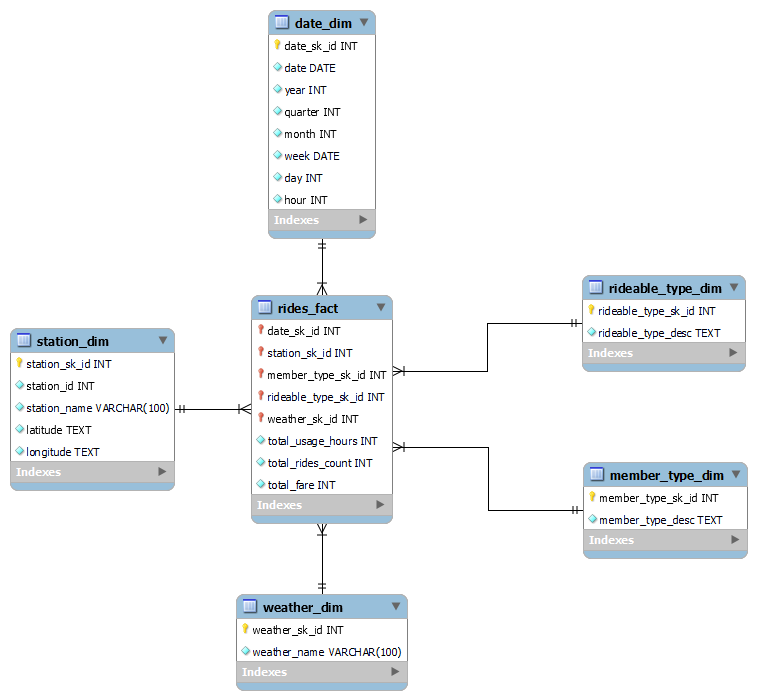 date_dim
date_sk_id INT
date DATE
year INT
quarter INT
month INT
week DATE
day INT
hour INT
Indexes
rides_fact
date_sk_id INT
station_sk_id INT
member_type_sk_id INT
rideable_type_sk_id INT
weather_sk_id INT
total_usage_hours INT
total_rides_count INT
total_fare INT
Indexes
station_dim
station_sk_id INT
station_id INT
station_name VARCHAR(100)
latitude TEXT
longitude TEXT
Indexes
rideable_type_dim
rideable_type_sk_id INT
rideable_type_desc TEXT
Indexes
member_type_dim
member_type_sk_id INT
member_type_desc TEXT
Indexes
weather_dim
weather_sk_id INT
weather_name VARCHAR(100)
Indexes